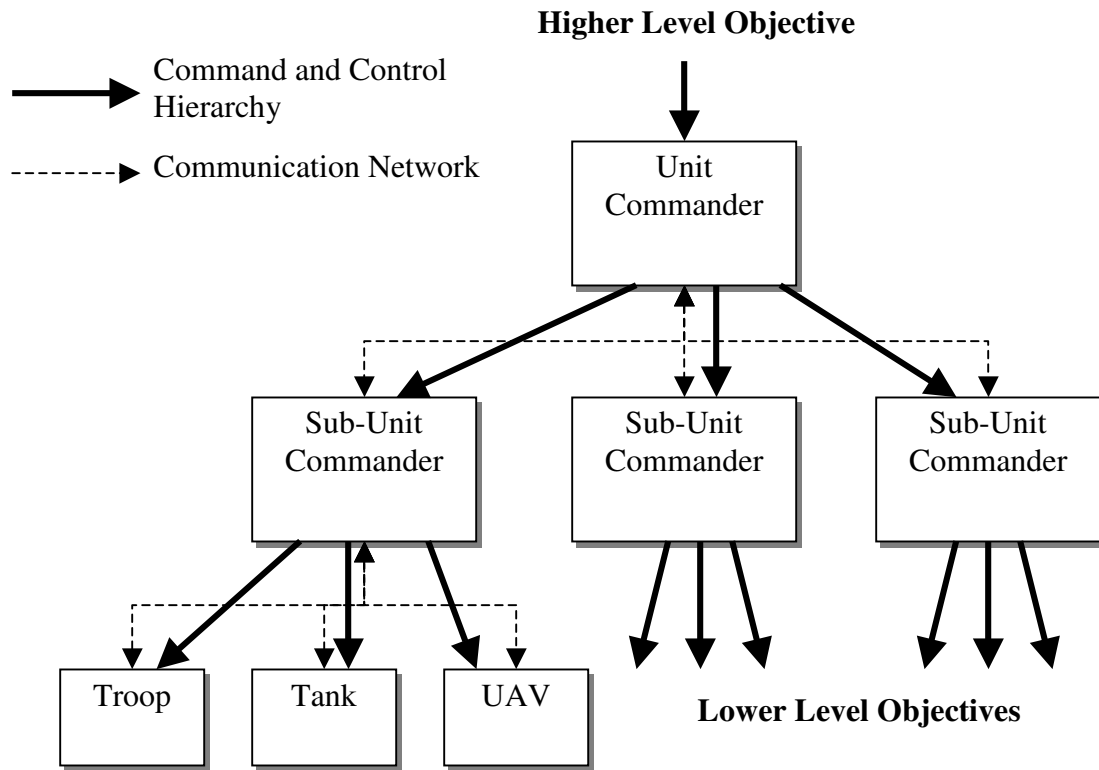 Higher Level Objective
Command and Control
Hierarchy
Communication Network
Unit
Commander
Sub-Unit
Commander
Sub-Unit
Commander
Sub-Unit
Commander
Troop
Tank
UAV
Lower Level Objectives